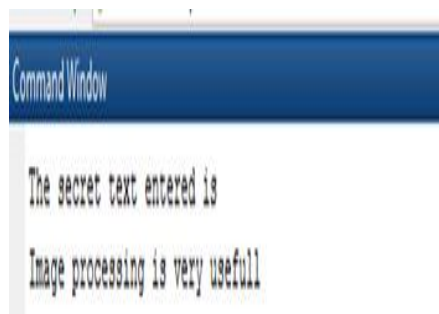 Command Window
The secret text entered is
Image processing is very usefull